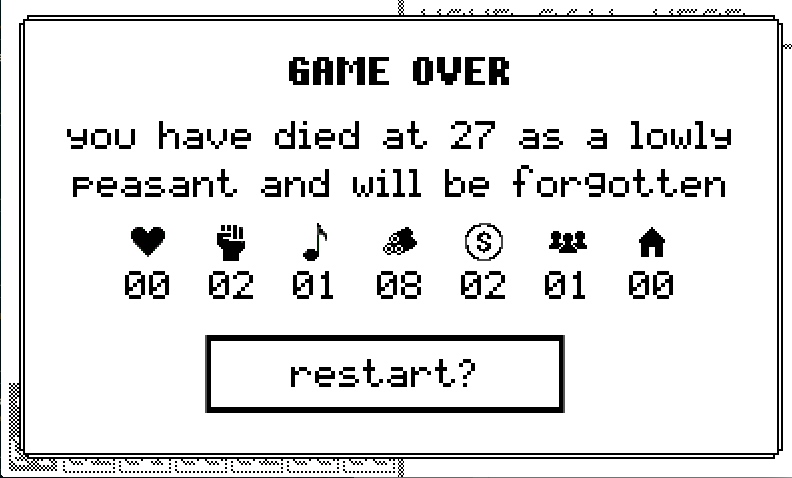 GAME OVER
you have died at 27 as a lowly
peasant and will be forgotten
00 02 01 08 02 01 00
restart?